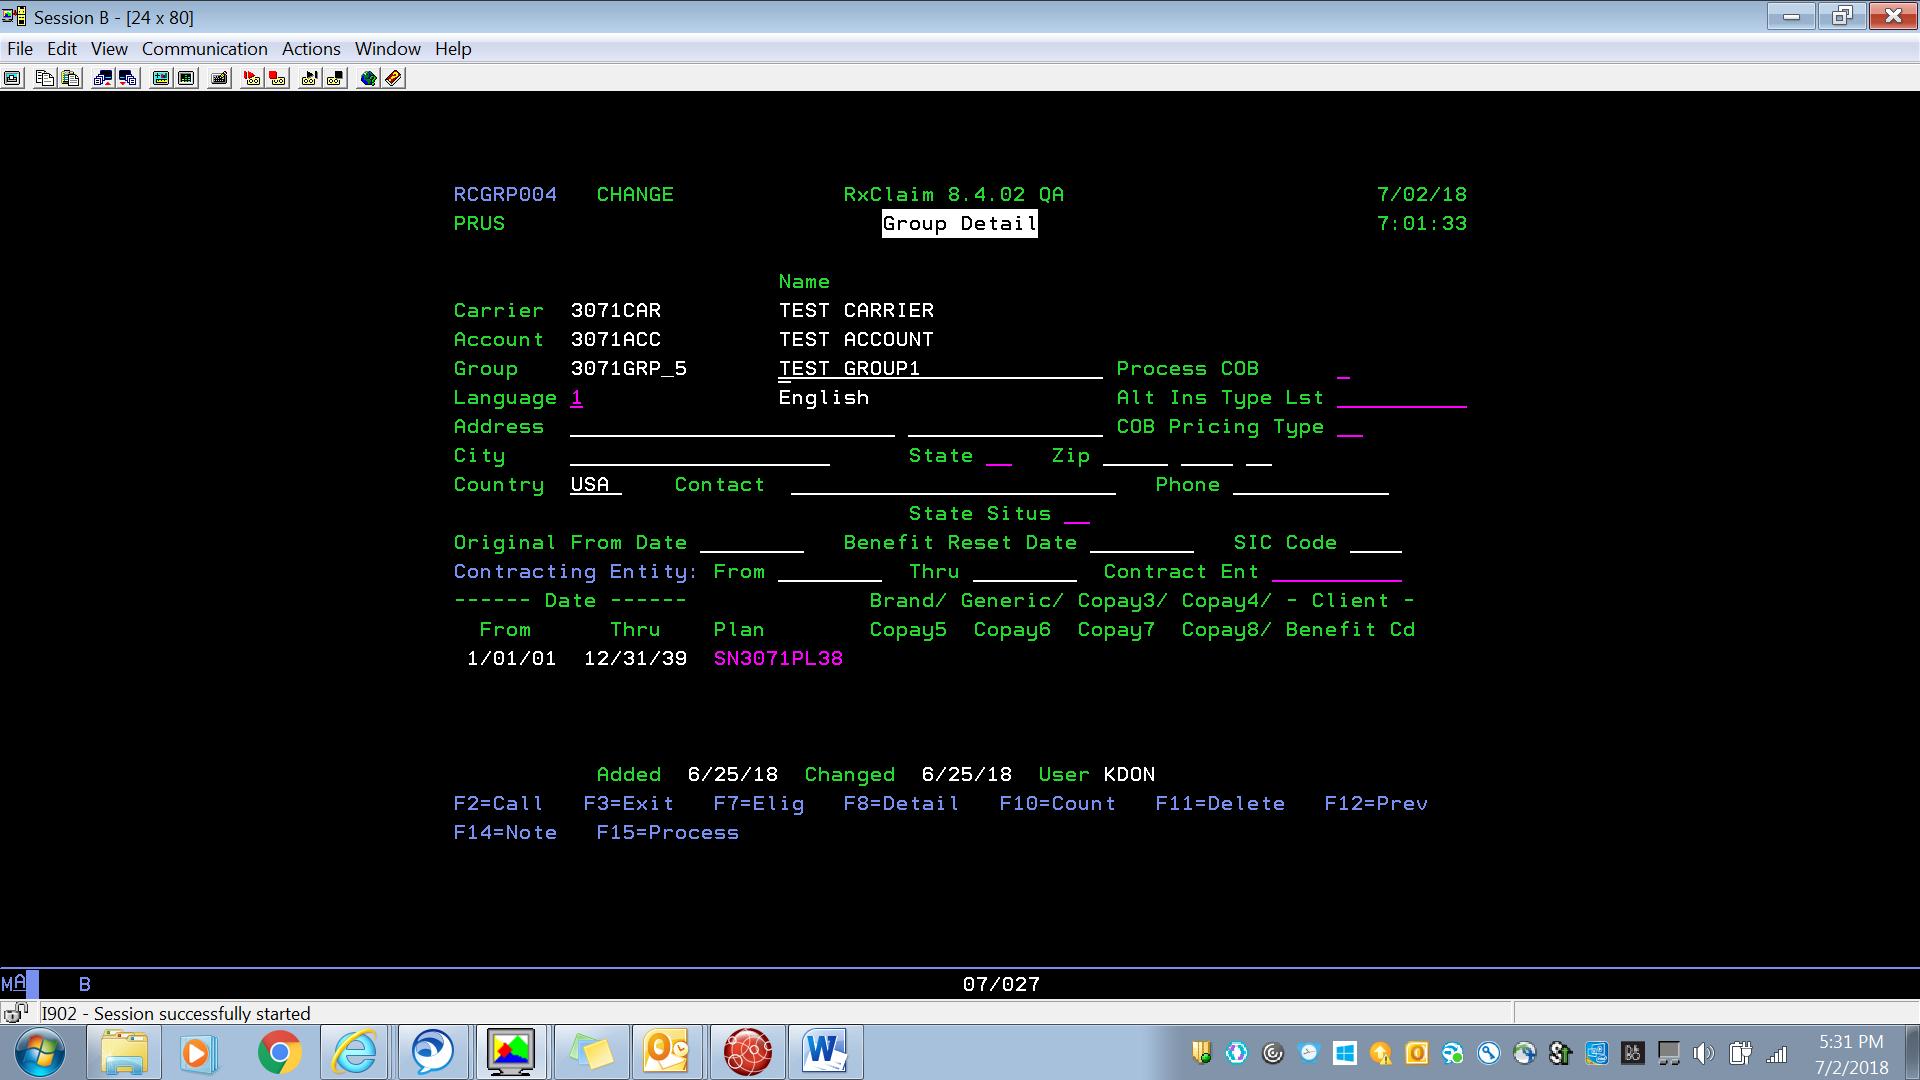 Session B - [24 x 80]
File Edit View Communication Actions Window Help
RCGRP004 CHANGE RxClaim 8.4.02 QA 7/02/18
PRUS Group Detail 7:01:33
Name
Carrier 3071CAR TEST CARRIER
Account 3071ACC TEST ACCOUNT
Group 3071GRP_5 TEST GROUP1 Process COB
Language 1 English Alt Ins Type Lst
Address COB Pricing Type
City State Zip
Country USA Contact Phone
State Situs
Original From Date Benefit Reset Date SIC Code
Contracting Entity: From Thru Contract Ent
------ Date ------ Brand/ Generic/ Copay3/ Copay4/ - Client -
From Thru Plan Copay5 Copay6 Copay7 Copay8/ Benefit Cd
1/01/01 12/31/39 SN3071PL38
Added 6/25/18 Changed 6/25/18 User KDON
F2=Call F3=Exit F7=Elig F8=Detail F10=Count F11=Delete F12=Prev
F14=Note F15=Process
MA B 07/027
I902 - Session successfully started
5:31 PM
7/2/2018